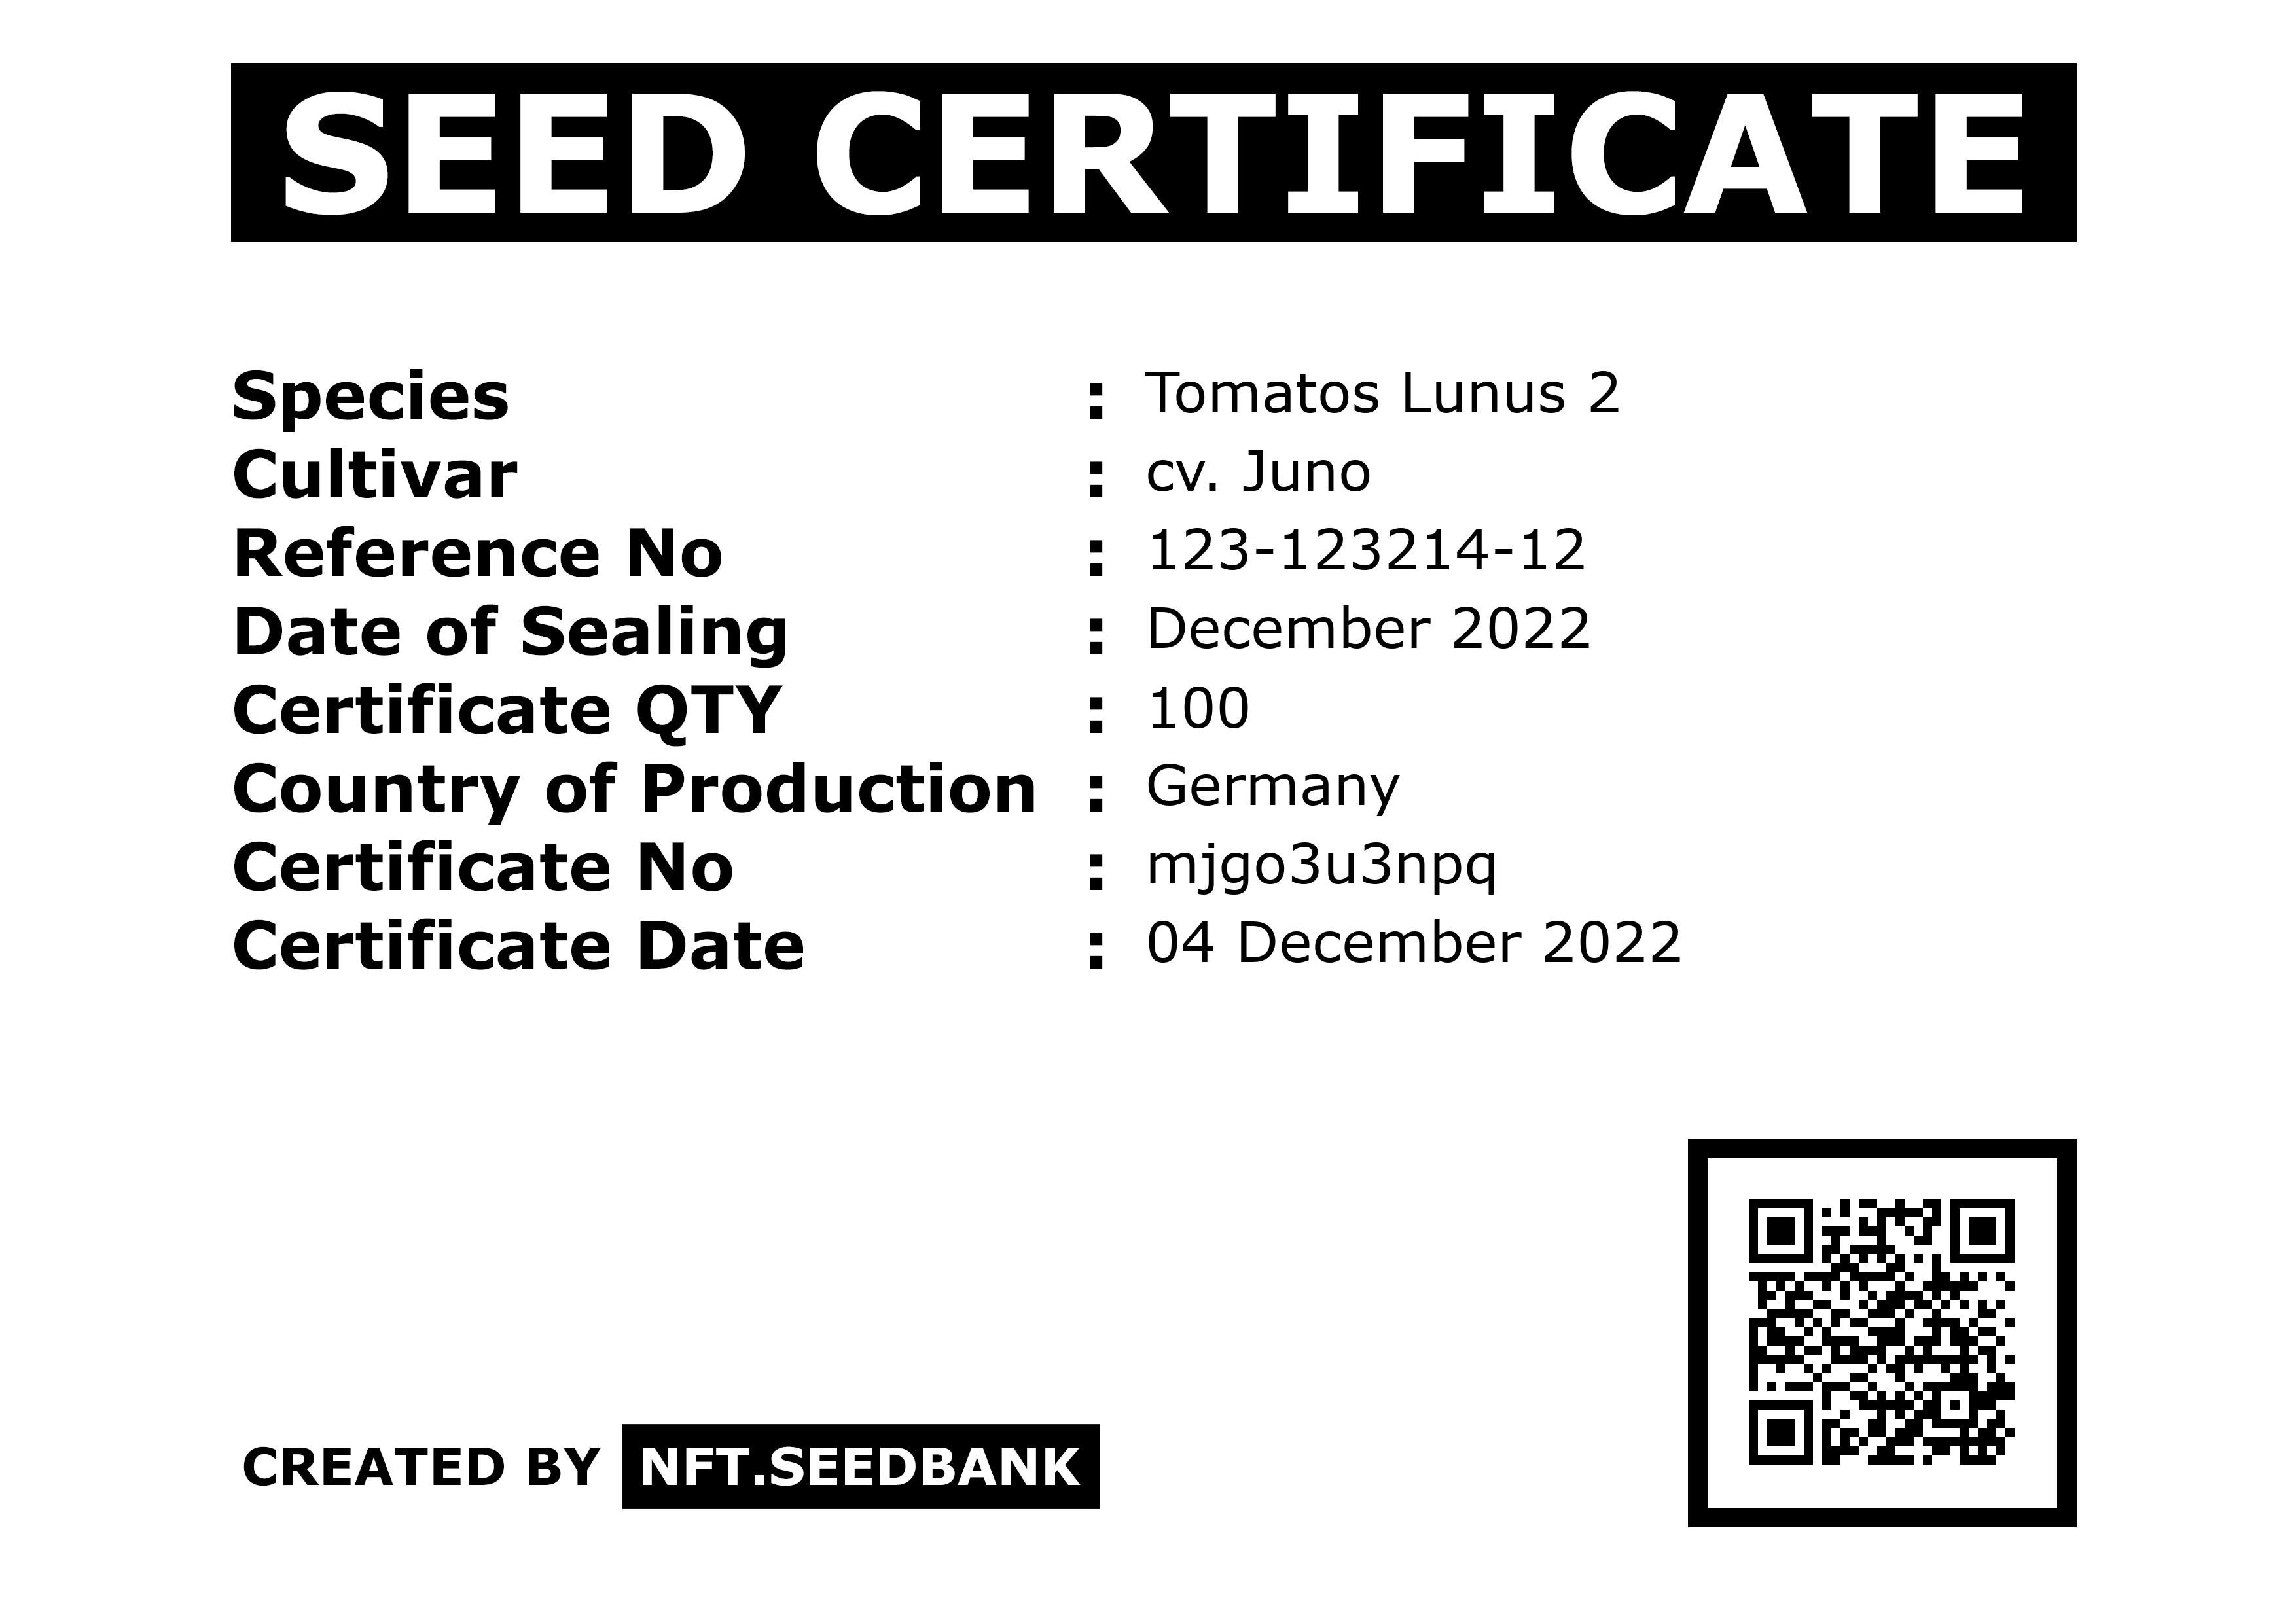 SEED CERTIFICATE
Species : Tomatos Lunus 2
Cultivar : cv. Juno
Reference No : 123-123214-12
Date of Sealing : December 2022
Certificate QTY : 100
Country of Production : Germany
Certificate No : mjgo3u3npq
Certificate Date : 04 December 2022
CREATED BY NFT.SEEDBANK